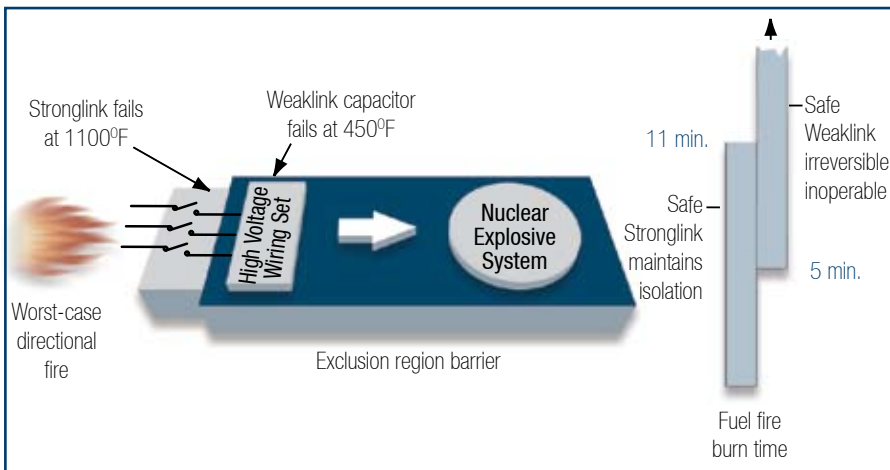 Stronglink fails
at 1100⁰F
Weaklink capacitor
fails at 450⁰F
High Voltage
Wiring Set
Nuclear
Explosive
System
Worst-case
directional
fire
Exclusion region barrier
11 min.
Safe
Stronglink
maintains
isolation
Safe
Weaklink
irreversible
inoperable
5 min.
Fuel fire
burn time